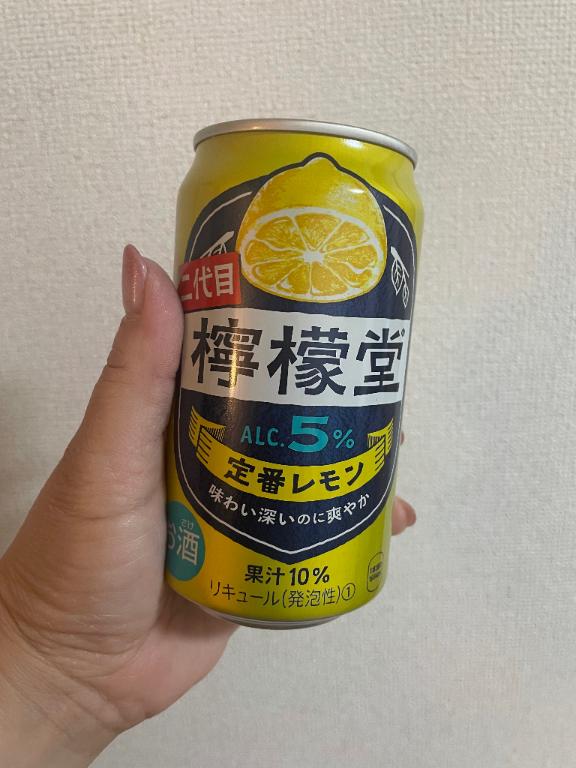 二代目
檸檬堂
ALC.5%
定番レモン
味わい深いのに爽やか
お酒
さけ
果汁10%
リキュール(発泡性)①